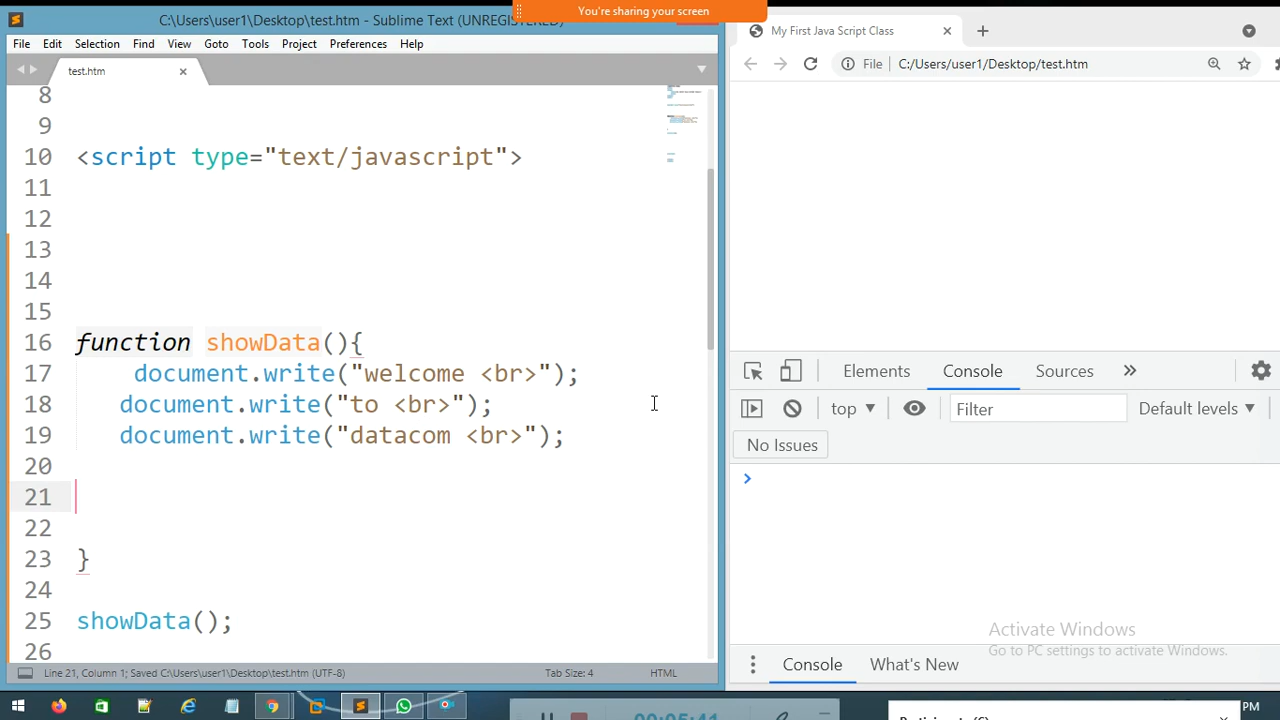 You're sharing your screen
C:\Users\user1\Desktop\test.htm - Sublime Text (UNREGISTERED)
File Edit Selection Find View Goto Tools Project Preferences Help
test.htm
8
9
10 <script type="text/javascript">
11
12
13
14
15
16 function showData(){
17 document.write("welcome <br>");
18 document.write("to <br>");
19 document.write("datacom <br>");
20
21
22
23 }
24
25 showData();
26
Line 21, Column 1; Saved C:\Users\user1\Desktop\test.htm (UTF-8) Tab Size: 4 HTML
My First Java Script Class
File C:/Users/user1/Desktop/test.htm
Elements Console Sources
top Filter Default levels
No Issues
Activate Windows
Go to PC settings to activate Windows.
Console What's New
00:05:41
PM